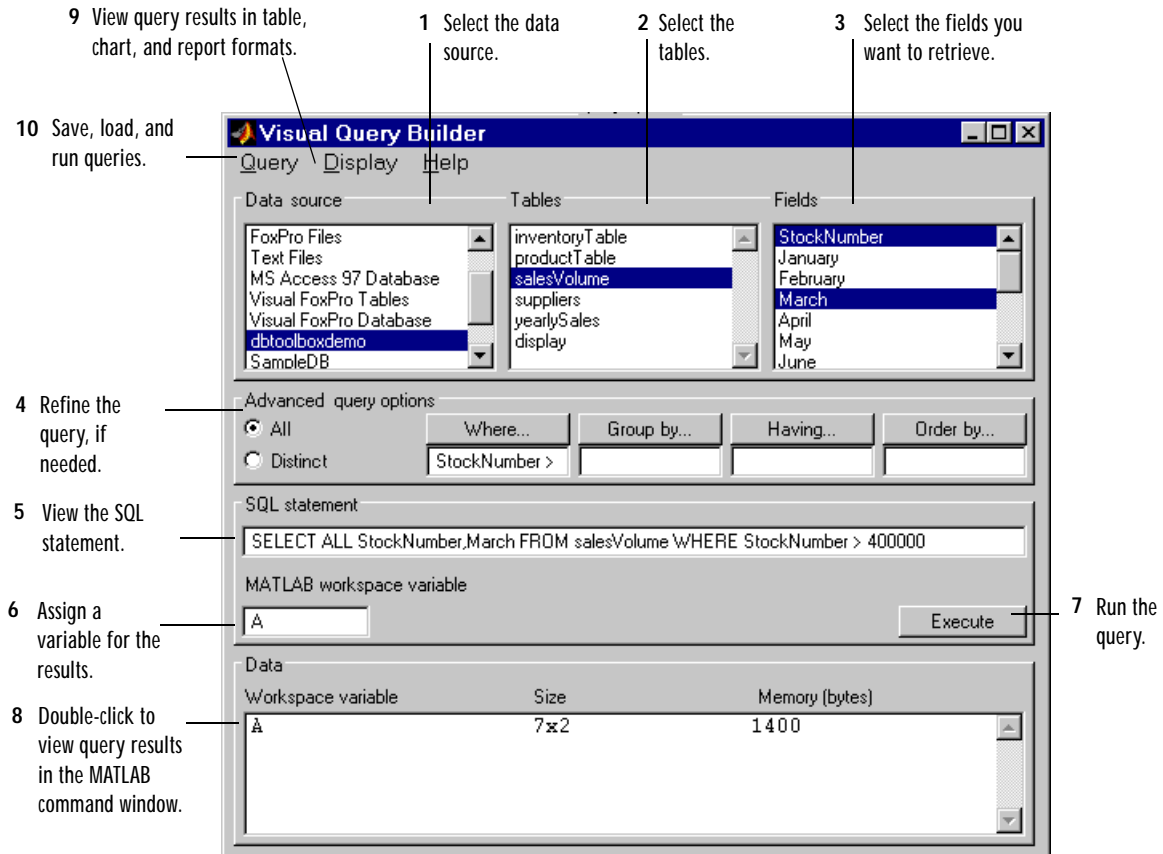 9 View query results in table,
chart, and report formats.
1 Select the data
source.
2 Select the
tables.
3 Select the fields you
want to retrieve.
10 Save, load, and
run queries.
Visual Query Builder
Query Display Help
Data source
FoxPro Files
Text Files
MS Access 97 Database
Visual FoxPro Tables
Visual FoxPro Database
dbtoolboxdemo
SampleDB
Tables
inventoryTable
productTable
salesVolume
suppliers
yearlySales
display
Fields
StockNumber
January
February
March
April
May
June
4 Refine the
query, if
needed.
Advanced query options
All
Distinct
Where...
Group by...
Having...
Order by...
StockNumber >
5 View the SQL
statement.
SQL statement
SELECT ALL StockNumber,March FROM salesVolume WHERE StockNumber > 400000
6 Assign a
variable for the
results.
MATLAB workspace variable
A
Execute
7 Run the
query.
8 Double-click to
view query results
in the MATLAB
command window.
Data
Workspace variable Size Memory (bytes)
A 7x2 1400